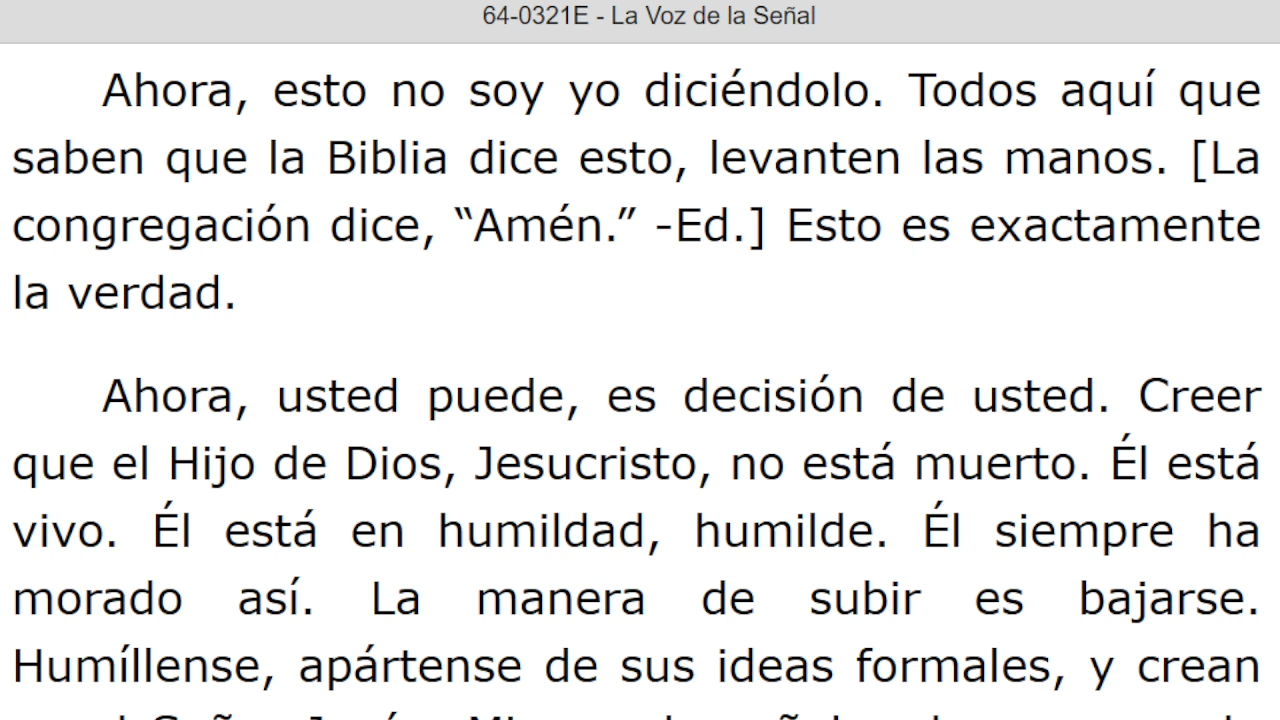 64-0321E - La Voz de la Señal
Ahora, esto no soy yo diciéndolo. Todos aquí que
saben que la Biblia dice esto, levanten las manos. [La
congregación dice, “Amén.” -Ed.] Esto es exactamente
la verdad.
Ahora, usted puede, es decisión de usted. Creer
que el Hijo de Dios, Jesucristo, no está muerto. Él está
vivo. Él está en humildad, humilde. Él siempre ha
morado así. La manera de subir es bajarse.
Humíllense, apártense de sus ideas formales, y crean